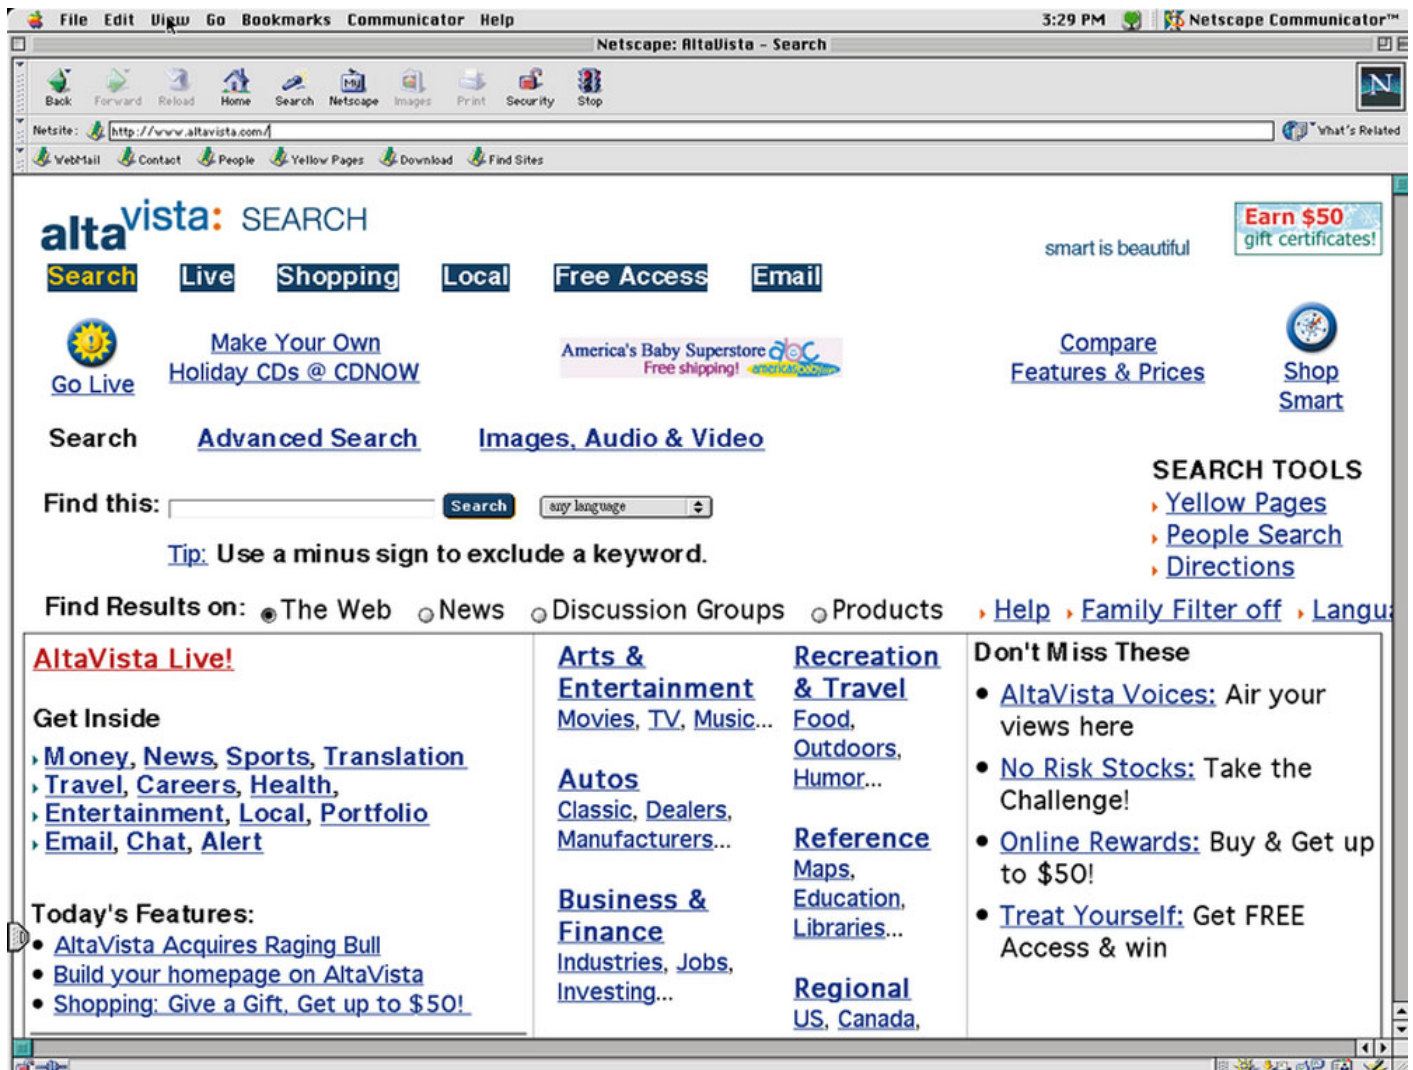 File Edit View Go Bookmarks Communicator Help 3:29 PM Netscape Communicator™
Netscape: AltaVista - Search
Back Forward Reload Home Search Netscape Images Print Security Stop
My
N
Netsite: http://www.altavista.com/ What's Related
WebMail Contact People Yellow Pages Download Find Sites
alta vista: SEARCH
smart is beautiful
Earn $50
gift certificates!
Search Live Shopping Local Free Access Email
Go Live
Make Your Own
Holiday CDs @ CDNOW
America's Baby Superstore abc
Free shipping! americasbaby.com
Compare
Features & Prices
Shop
Smart
Search Advanced Search Images, Audio & Video
Find this: Search any language
Tip: Use a minus sign to exclude a keyword.
SEARCH TOOLS
Yellow Pages
People Search
Directions
Find Results on: The Web News Discussion Groups Products Help Family Filter off Langua
AltaVista Live!
Get Inside
Money, News, Sports, Translation
Travel, Careers, Health,
Entertainment, Local, Portfolio
Email, Chat, Alert
Today's Features:
• AltaVista Acquires Raging Bull
• Build your homepage on AltaVista
• Shopping: Give a Gift, Get up to $50!
Arts &
Entertainment
Movies, TV, Music...
Autos
Classic, Dealers,
Manufacturers...
Business &
Finance
Industries, Jobs,
Investing...
Recreation
& Travel
Food,
Outdoors,
Humor...
Reference
Maps,
Education,
Libraries...
Regional
US, Canada,
Don't Miss These
• AltaVista Voices: Air your
views here
• No Risk Stocks: Take the
Challenge!
• Online Rewards: Buy & Get up
to $50!
• Treat Yourself: Get FREE
Access & win